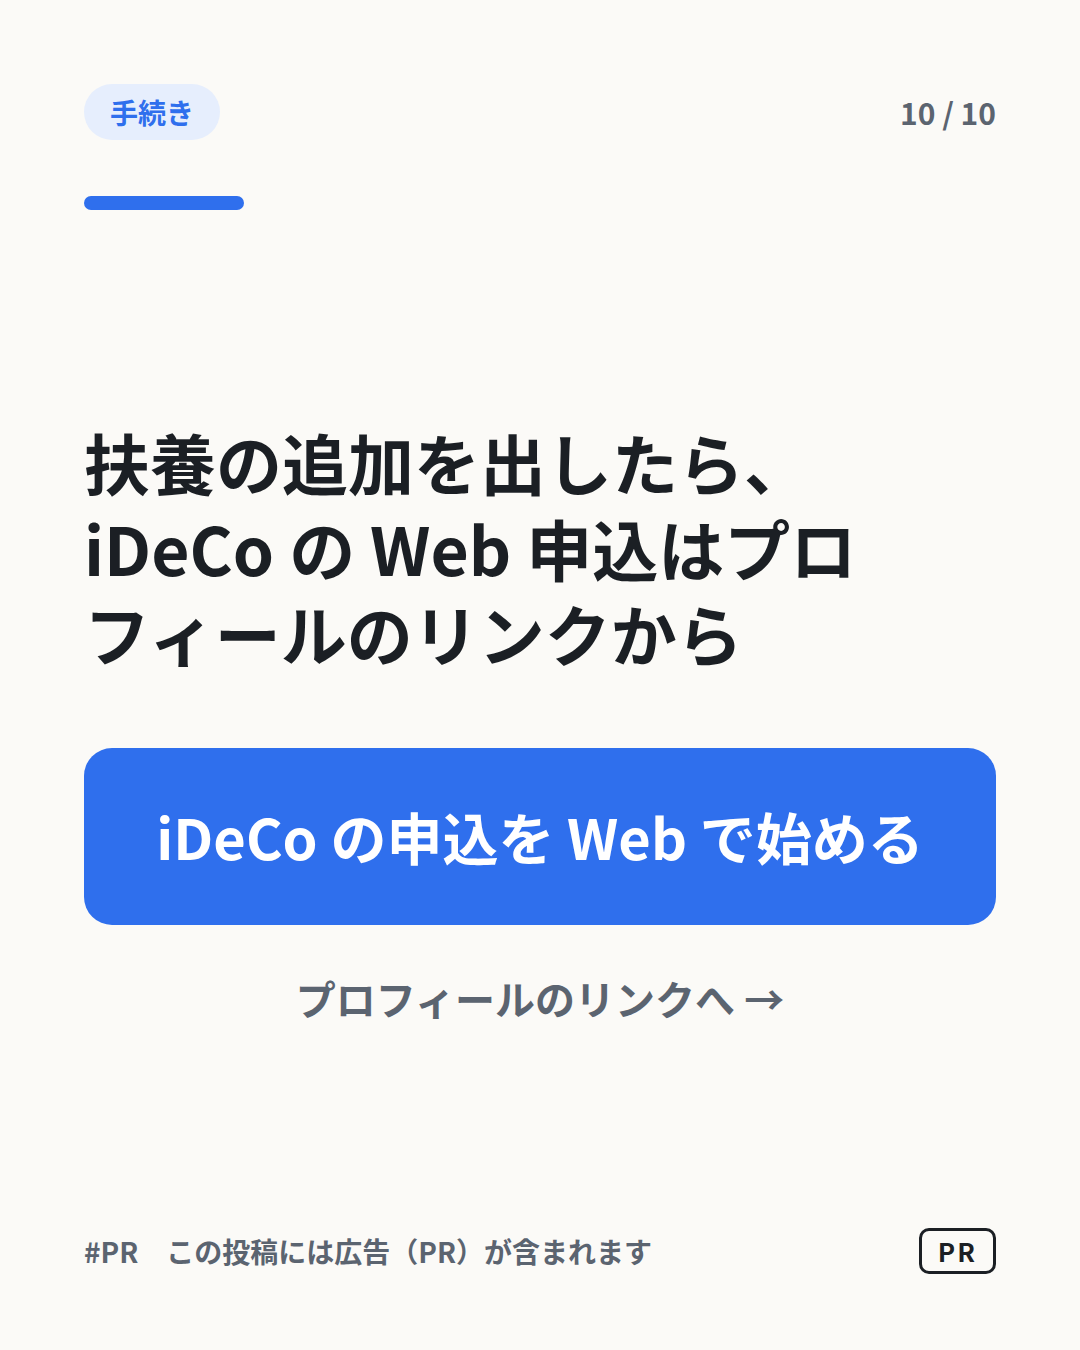 手続き
10 / 10
扶養の追加を出したら、
iDeCo の Web 申込はプロ
フィールのリンクから
iDeCo の申込を Web で始める
プロフィールのリンクへ →
#PR　この投稿には広告（PR）が含まれます
PR